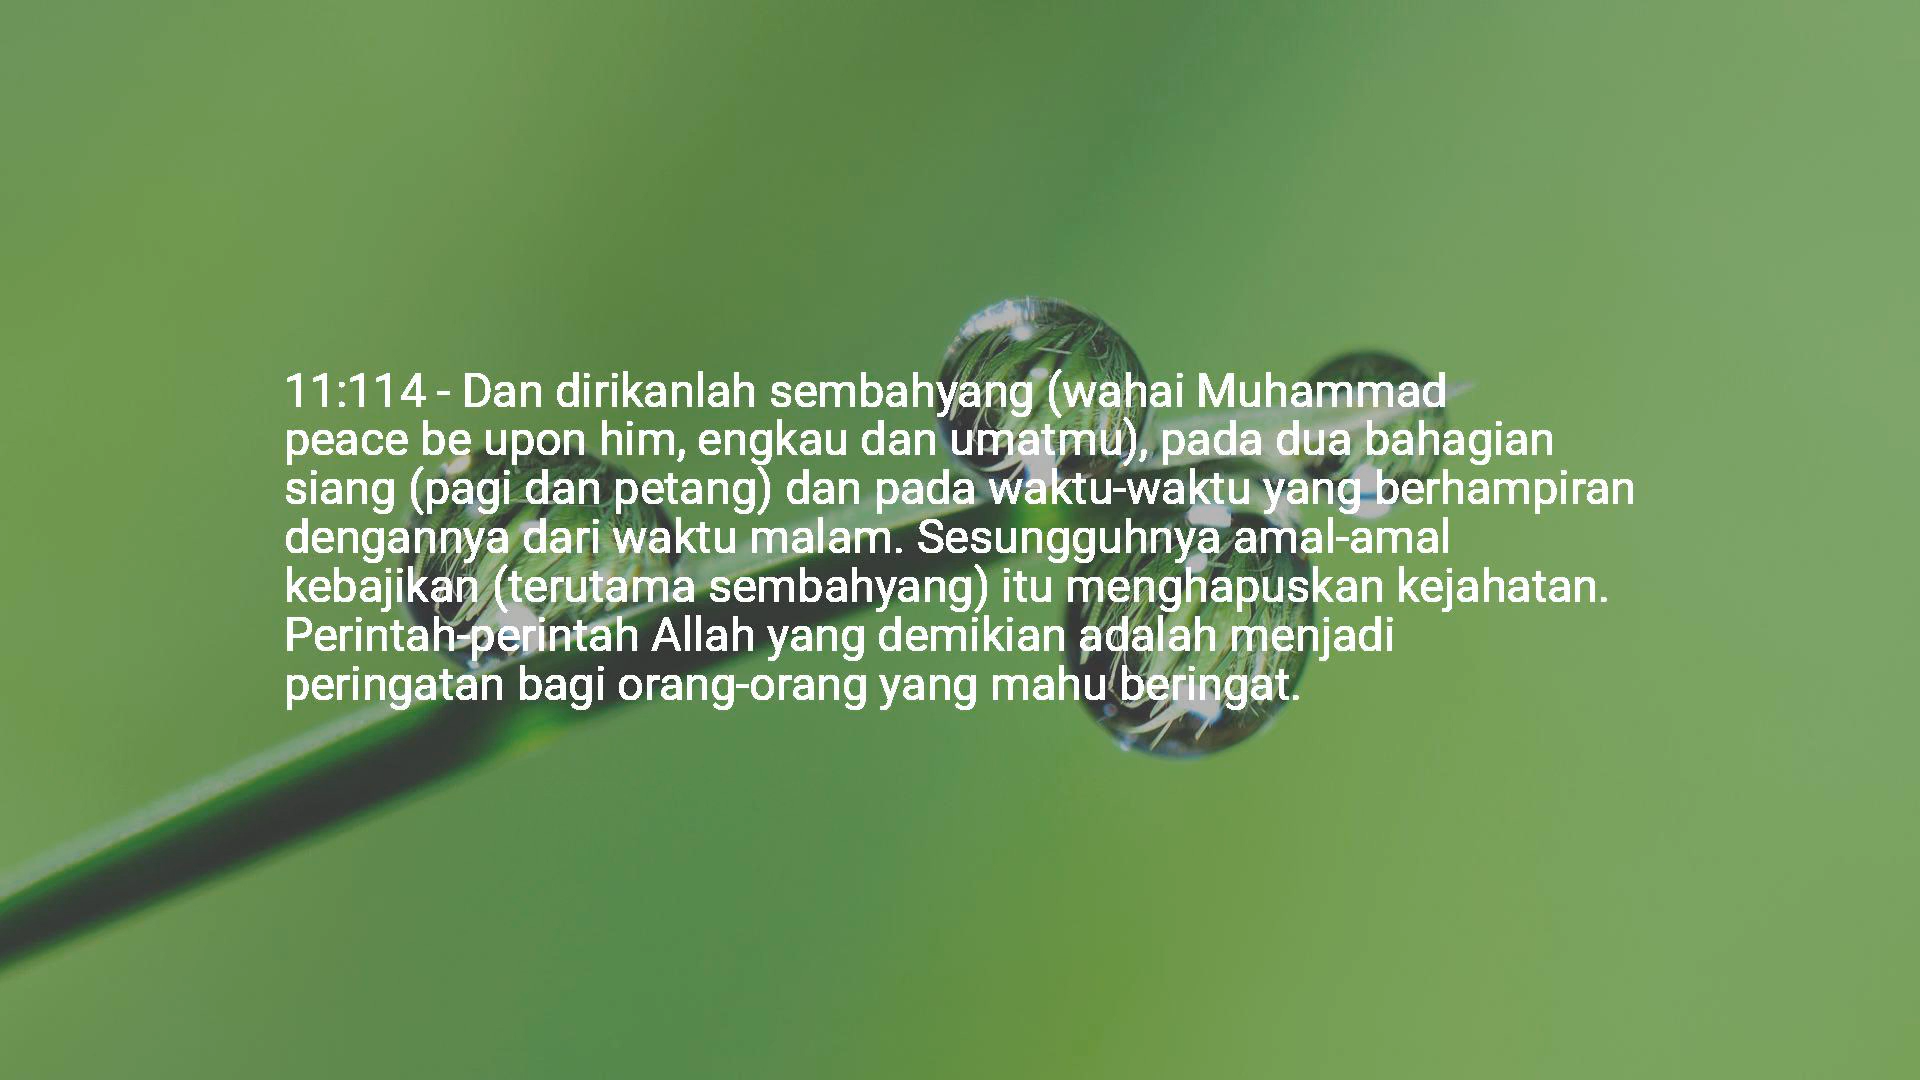 11:114 - Dan dirikanlah sembahyang (wahai Muhammad
peace be upon him, engkau dan umatmu), pada dua bahagian
siang (pagi dan petang) dan pada waktu-waktu yang berhampiran
dengannya dari waktu malam. Sesungguhnya amal-amal
kebajikan (terutama sembahyang) itu menghapuskan kejahatan.
Perintah-perintah Allah yang demikian adalah menjadi
peringatan bagi orang-orang yang mahu beringat.